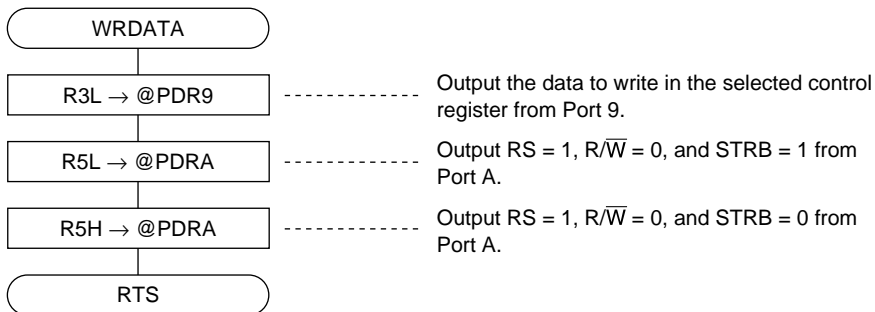 WRDATA
R3L → @PDR9
Output the data to write in the selected control
register from Port 9.
R5L → @PDRA
Output RS = 1, R/W̅ = 0, and STRB = 1 from
Port A.
R5H → @PDRA
Output RS = 1, R/W̅ = 0, and STRB = 0 from
Port A.
RTS